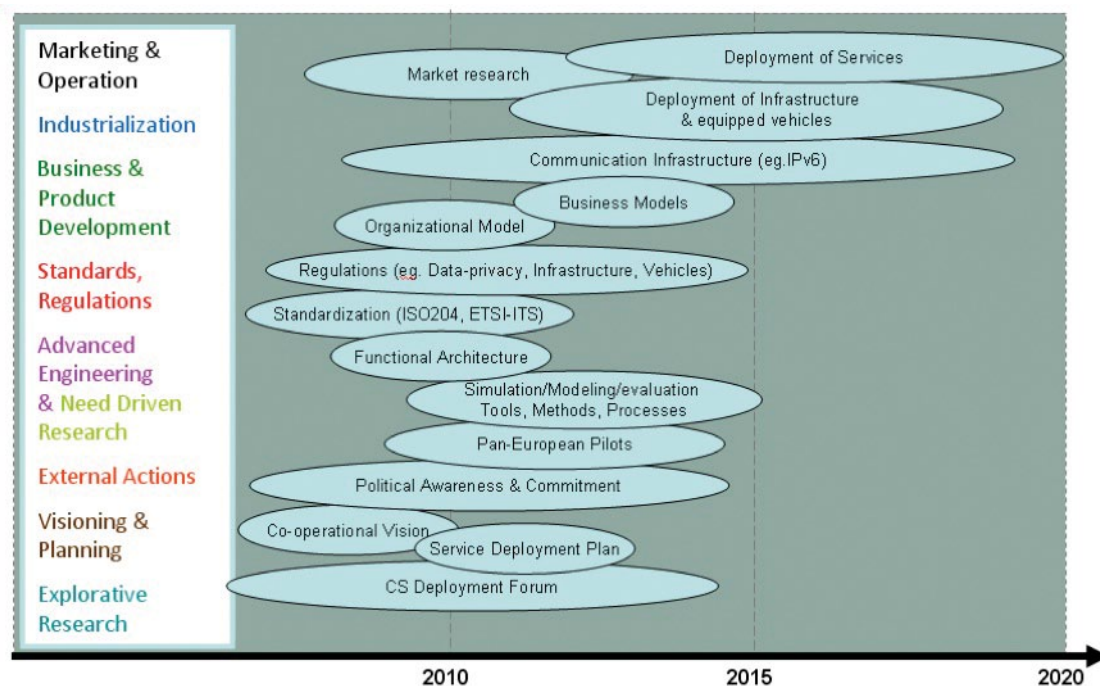 Marketing &
Operation
Industrialization
Business &
Product
Development
Standards,
Regulations
Advanced
Engineering
& Need Driven
Research
External Actions
Visioning &
Planning
Explorative
Research
Deployment of Services
Market research
Deployment of Infrastructure
& equipped vehicles
Communication Infrastructure (eg.IPv6)
Business Models
Organizational Model
Regulations (eg. Data-privacy, Infrastructure, Vehicles)
Standardization (ISO204, ETSI-ITS)
Functional Architecture
Simulation/Modeling/evaluation
Tools, Methods, Processes
Pan-European Pilots
Political Awareness & Commitment
Co-operational Vision
Service Deployment Plan
CS Deployment Forum
2010
2015
2020